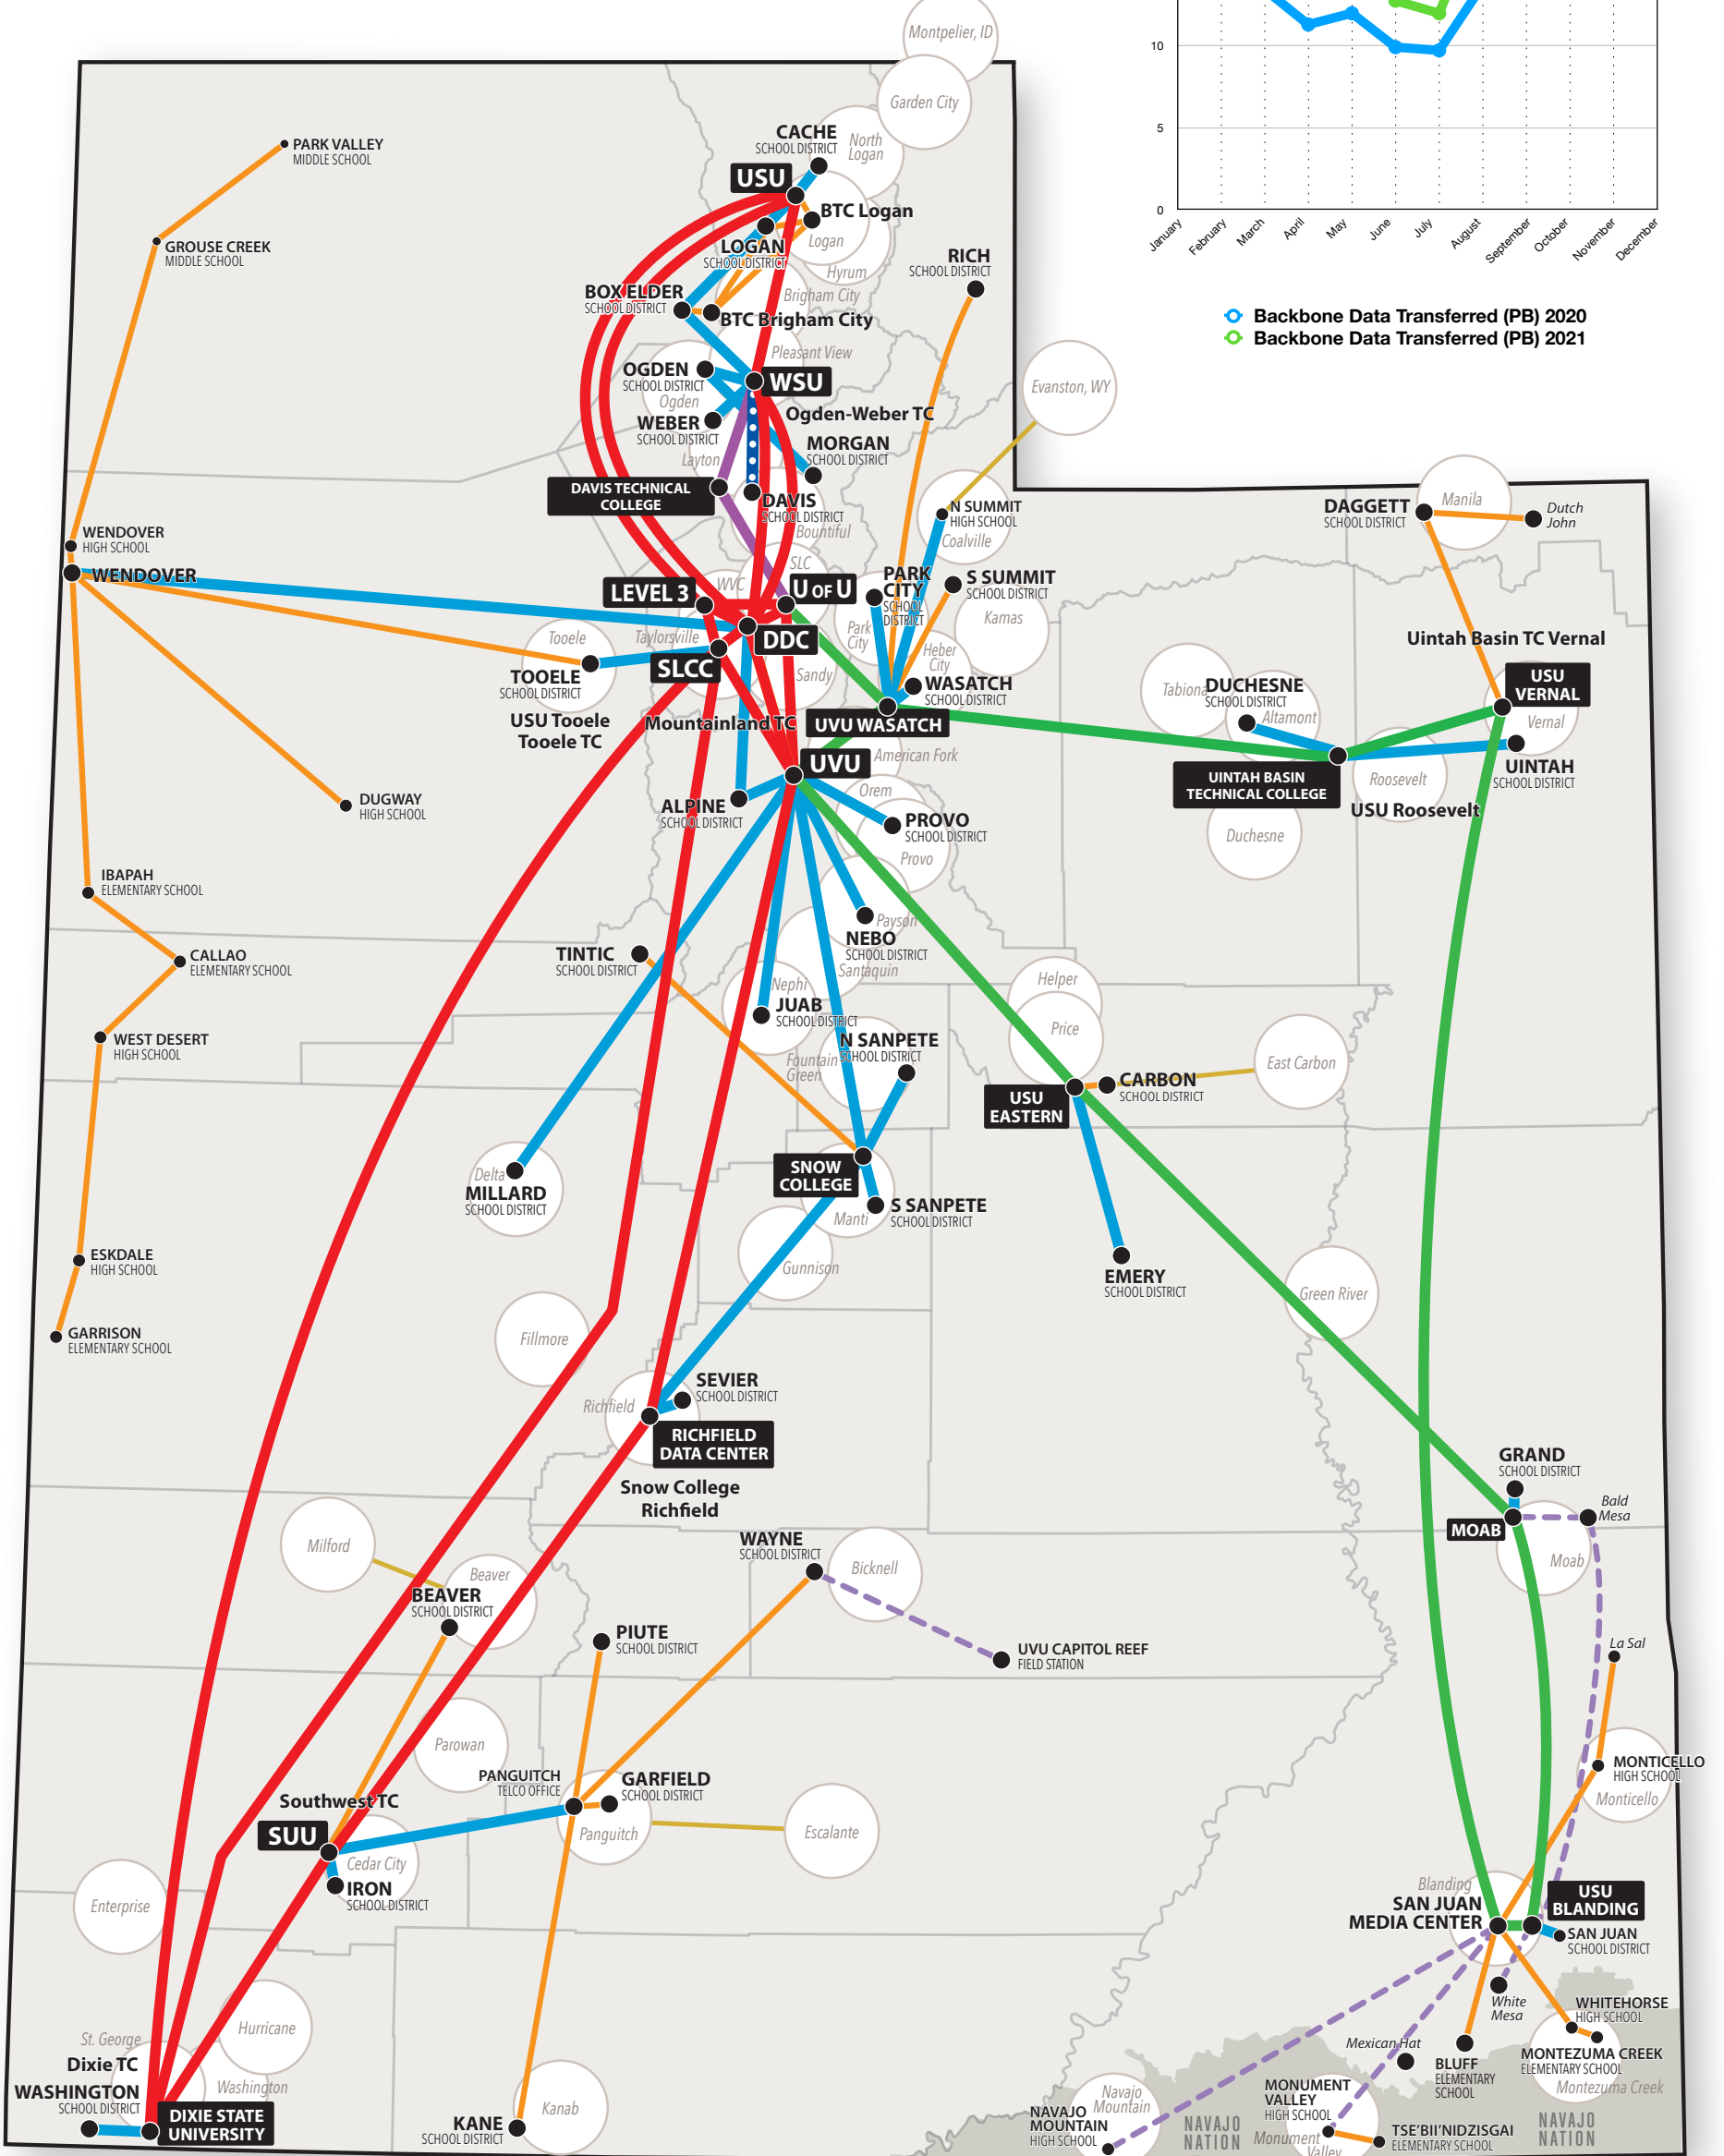 Montpelier, ID
Garden City
10
5
0
January
February
March
April
May
June
July
August
September
October
November
December
Backbone Data Transferred (PB) 2020
Backbone Data Transferred (PB) 2021
PARK VALLEY
MIDDLE SCHOOL
GROUSE CREEK
MIDDLE SCHOOL
CACHE
SCHOOL DISTRICT
North
Logan
USU
BTC Logan
Logan
LOGAN
SCHOOL DISTRICT
Hyrum
RICH
SCHOOL DISTRICT
BOX ELDER
SCHOOL DISTRICT
Brigham City
BTC Brigham City
Pleasant View
OGDEN
SCHOOL DISTRICT
Ogden
WSU
Evanston, WY
WEBER
SCHOOL DISTRICT
Ogden-Weber TC
MORGAN
SCHOOL DISTRICT
Layton
DAVIS TECHNICAL
COLLEGE
DAVIS
SCHOOL DISTRICT
Bountiful
N SUMMIT
HIGH SCHOOL
Coalville
DAGGETT
SCHOOL DISTRICT
Manila
Dutch
John
WENDOVER
HIGH SCHOOL
WENDOVER
SLC
WVC
LEVEL 3
U OF U
PARK
CITY
SCHOOL
DISTRICT
S SUMMIT
SCHOOL DISTRICT
Kamas
Park
City
Tooele
Taylorsville
DDC
Heber
City
TOOELE
SCHOOL DISTRICT
SLCC
Sandy
WASATCH
SCHOOL DISTRICT
USU Tooele
Tooele TC
Mountainland TC
UVU WASATCH
Uintah Basin TC Vernal
USU
VERNAL
Tabiona
DUCHESNE
SCHOOL DISTRICT
Altamont
Vernal
UINTAH
SCHOOL DISTRICT
UINTAH BASIN
TECHNICAL COLLEGE
Roosevelt
USU Roosevelt
Duchesne
UVU
American Fork
Orem
ALPINE
SCHOOL DISTRICT
PROVO
SCHOOL DISTRICT
Provo
DUGWAY
HIGH SCHOOL
IBAPAH
ELEMENTARY SCHOOL
CALLAO
ELEMENTARY SCHOOL
TINTIC
SCHOOL DISTRICT
Payson
NEBO
SCHOOL DISTRICT
Santaquin
Nephi
JUAB
SCHOOL DISTRICT
Helper
Price
WEST DESERT
HIGH SCHOOL
N SANPETE
SCHOOL DISTRICT
Fountain
Green
East Carbon
CARBON
SCHOOL DISTRICT
USU
EASTERN
SNOW
COLLEGE
Delta
MILLARD
SCHOOL DISTRICT
S SANPETE
SCHOOL DISTRICT
Manti
ESKDALE
HIGH SCHOOL
Gunnison
EMERY
SCHOOL DISTRICT
Green River
GARRISON
ELEMENTARY SCHOOL
Fillmore
SEVIER
SCHOOL DISTRICT
Richfield
RICHFIELD
DATA CENTER
Snow College
Richfield
GRAND
SCHOOL DISTRICT
Bald
Mesa
MOAB
Moab
Milford
WAYNE
SCHOOL DISTRICT
Bicknell
Beaver
BEAVER
SCHOOL DISTRICT
PIUTE
SCHOOL DISTRICT
UVU CAPITOL REEF
FIELD STATION
La Sal
Parowan
PANGUITCH
TELCO OFFICE
GARFIELD
SCHOOL DISTRICT
Panguitch
Escalante
MONTICELLO
HIGH SCHOOL
Monticello
Southwest TC
SUU
Cedar City
IRON
SCHOOL DISTRICT
Enterprise
Blanding
SAN JUAN
MEDIA CENTER
USU
BLANDING
SAN JUAN
SCHOOL DISTRICT
White
Mesa
WHITEHORSE
HIGH SCHOOL
Hurricane
St. George
Dixie TC
Mexican Hat
BLUFF
ELEMENTARY
SCHOOL
MONTEZUMA CREEK
ELEMENTARY SCHOOL
Montezuma Creek
WASHINGTON
SCHOOL DISTRICT
Washington
DIXIE STATE
UNIVERSITY
KANE
SCHOOL DISTRICT
Kanab
Navajo
Mountain
NAVAJO
MOUNTAIN
HIGH SCHOOL
NAVAJO
NATION
MONUMENT
VALLEY
HIGH SCHOOL
Monument
Valley
TSE'BII'NIDZISGAI
ELEMENTARY SCHOOL
NAVAJO
NATION